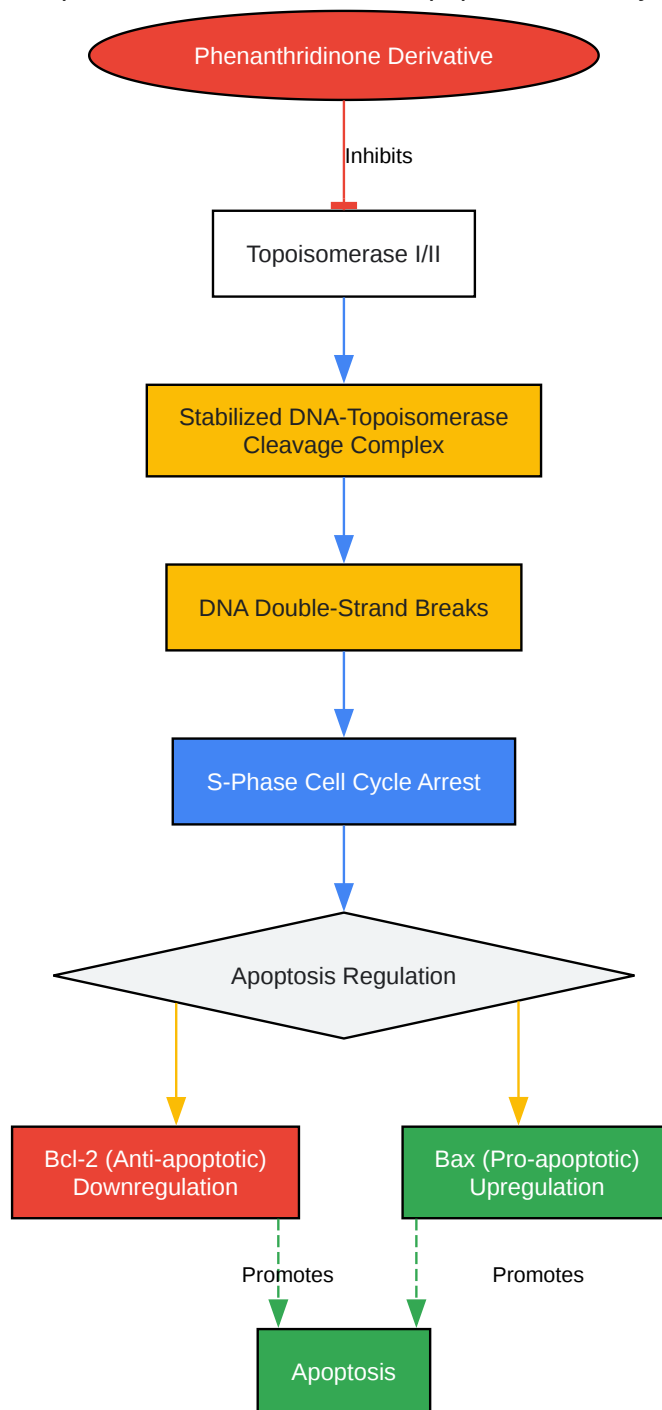 Phenanthridinone Derivative
Inhibits
Topoisomerase I/II
Stabilized DNA-Topoisomerase
Cleavage Complex
DNA Double-Strand Breaks
S-Phase Cell Cycle Arrest
Apoptosis Regulation
Bcl-2 (Anti-apoptotic)
Downregulation
Bax (Pro-apoptotic)
Upregulation
Promotes
Promotes
Apoptosis